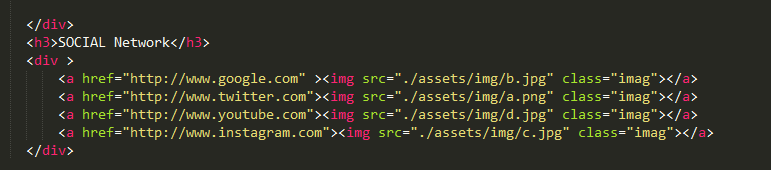 </div>
<h3>SOCIAL Network</h3>
<div >
<a href="http://www.google.com" ><img src="./assets/img/b.jpg" class="imag"></a>
<a href="http://www.twitter.com"><img src="./assets/img/a.png" class="imag"></a>
<a href="http://www.youtube.com"><img src="./assets/img/d.jpg" class="imag"></a>
<a href="http://www.instagram.com"><img src="./assets/img/c.jpg" class="imag"></a>
</div>